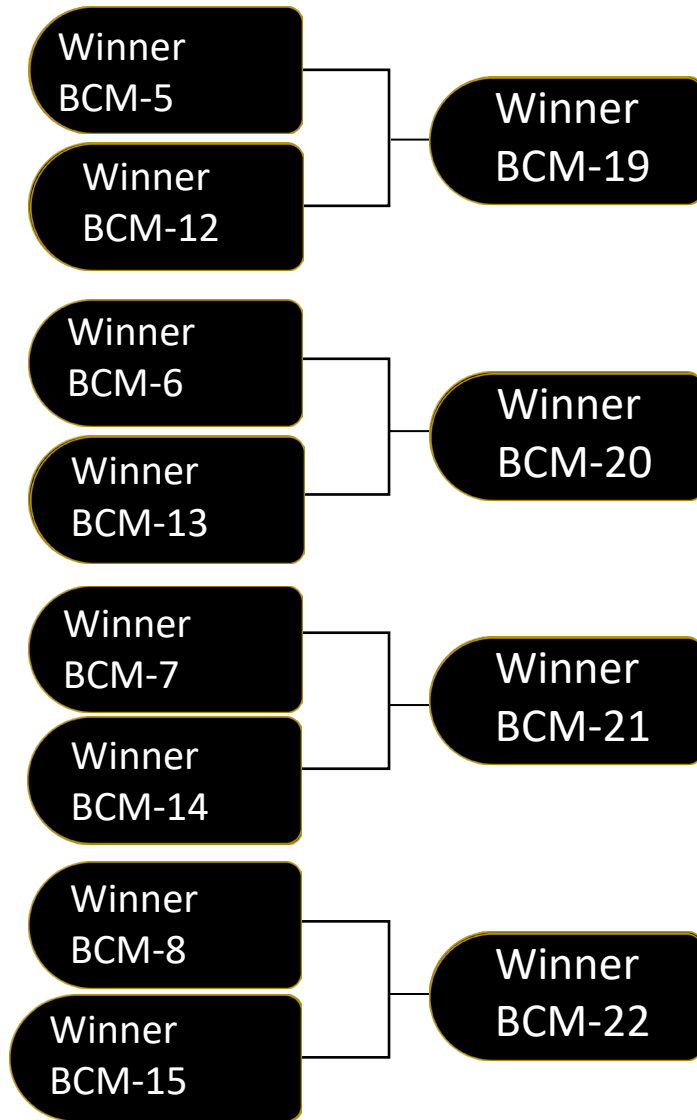 Winner
BCM-5
Winner
BCM-12
Winner
BCM-19
Winner
BCM-6
Winner
BCM-13
Winner
BCM-20
Winner
BCM-7
Winner
BCM-14
Winner
BCM-21
Winner
BCM-8
Winner
BCM-15
Winner
BCM-22